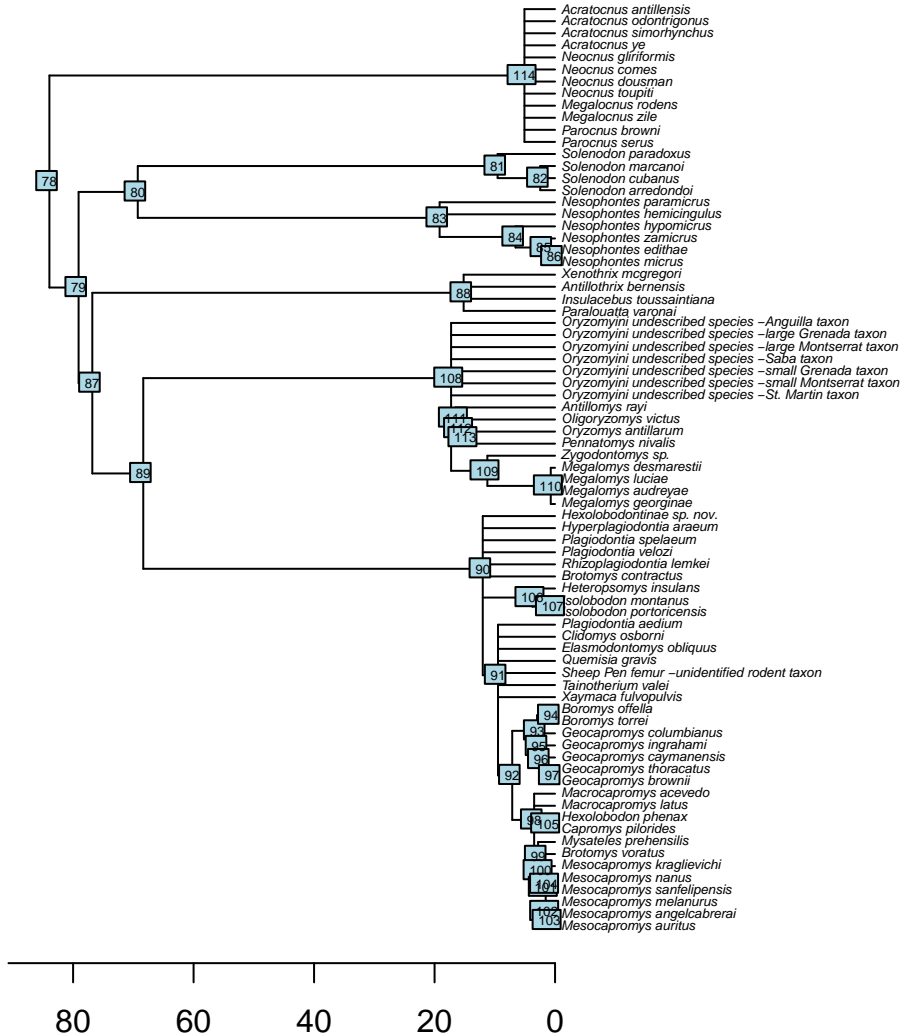 Acratocnus antillensis
Acratocnus odontrigonus
Acratocnus simorhynchus
Acratocnus ye
Neocnus gliriformis
Neocnus comes
114
Neocnus dousman
Neocnus toupiti
Megalocnus rodens
Megalocnus zile
Parocnus browni
Parocnus serus
Solenodon paradoxus
81
Solenodon marcanoi
82
Solenodon cubanus
78
Solenodon arredondoi
80
Nesophontes paramicrus
83
Nesophontes hemicingulus
Nesophontes hypomicrus
84
Nesophontes zamicrus
85
Nesophontes edithae
86
Nesophontes micrus
Xenothrix mcgregori
79
Antillothrix bernensis
88
Insulacebus toussaintiana
Paralouatta varonai
Oryzomyini undescribed species −Anguilla taxon
Oryzomyini undescribed species −large Grenada taxon
Oryzomyini undescribed species −large Montserrat taxon
Oryzomyini undescribed species −Saba taxon
Oryzomyini undescribed species −small Grenada taxon
108
87
Oryzomyini undescribed species −small Montserrat taxon
Oryzomyini undescribed species −St. Martin taxon
Antillomys rayi
111
Oligoryzomys victus
112
Oryzomys antillarum
113
Pennatomys nivalis
Zygodontomys sp.
89
109
Megalomys desmarestii
Megalomys luciae
110
Megalomys audreyae
Megalomys georginae
Hexolobodontinae sp. nov.
Hyperplagiodontia araeum
Plagiodontia spelaeum
Plagiodontia velozi
Rhizoplagiodontia lemkei
90
Brotomys contractus
Heteropsomys insulans
106
Isolobodon montanus
107
Isolobodon portoricensis
Plagiodontia aedium
Clidomys osborni
Elasmodontomys obliquus
Quemisia gravis
Sheep Pen femur −unidentified rodent taxon
91
Tainotherium valei
Xaymaca fulvopulvis
Boromys offella
94
Boromys torrei
93
Geocapromys columbianus
95
Geocapromys ingrahami
96
Geocapromys caymanensis
Geocapromys thoracatus
92
97
Geocapromys brownii
Macrocapromys acevedo
Macrocapromys latus
98
Hexolobodon phenax
105
Capromys pilorides
Mysateles prehensilis
99
Brotomys voratus
100
Mesocapromys kraglievichi
104
Mesocapromys nanus
101
Mesocapromys sanfelipensis
Mesocapromys melanurus
102
Mesocapromys angelcabrerai
103
Mesocapromys auritus
80 60 40 20 0